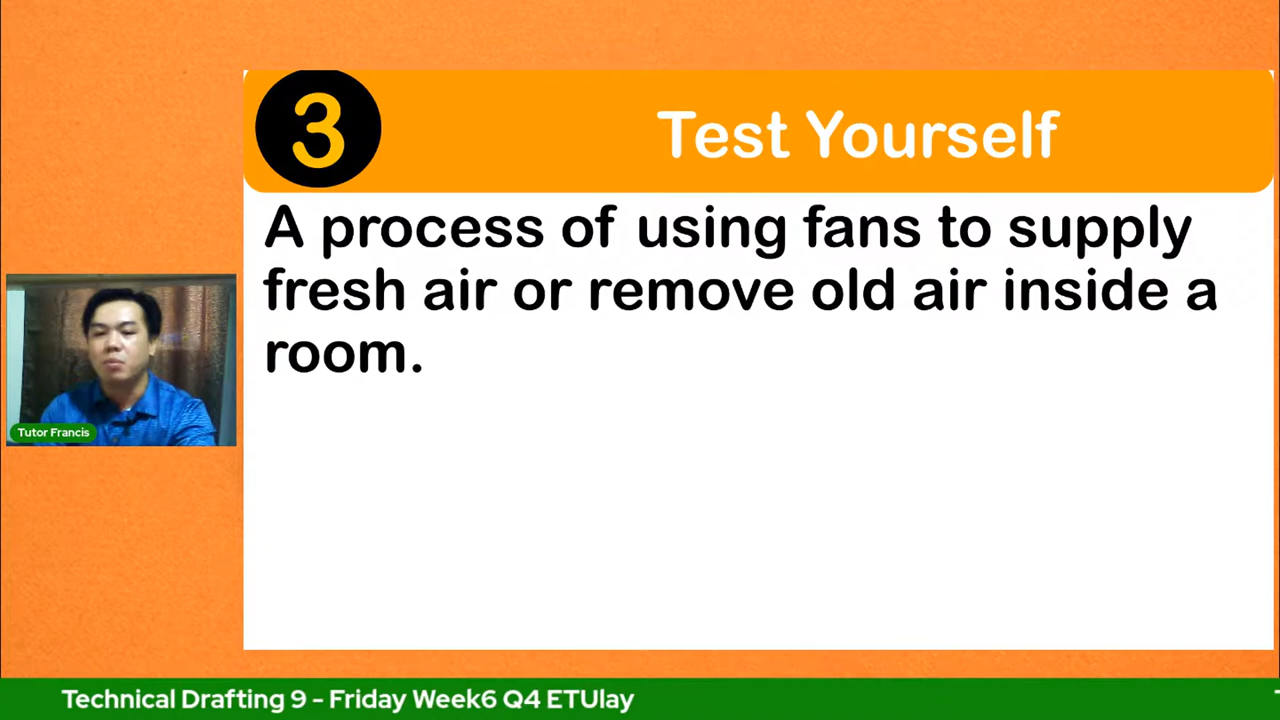 3
Test Yourself
A process of using fans to supply
fresh air or remove old air inside a
room.
Tutor Francis
Technical Drafting 9 - Friday Week6 Q4 ETUlay